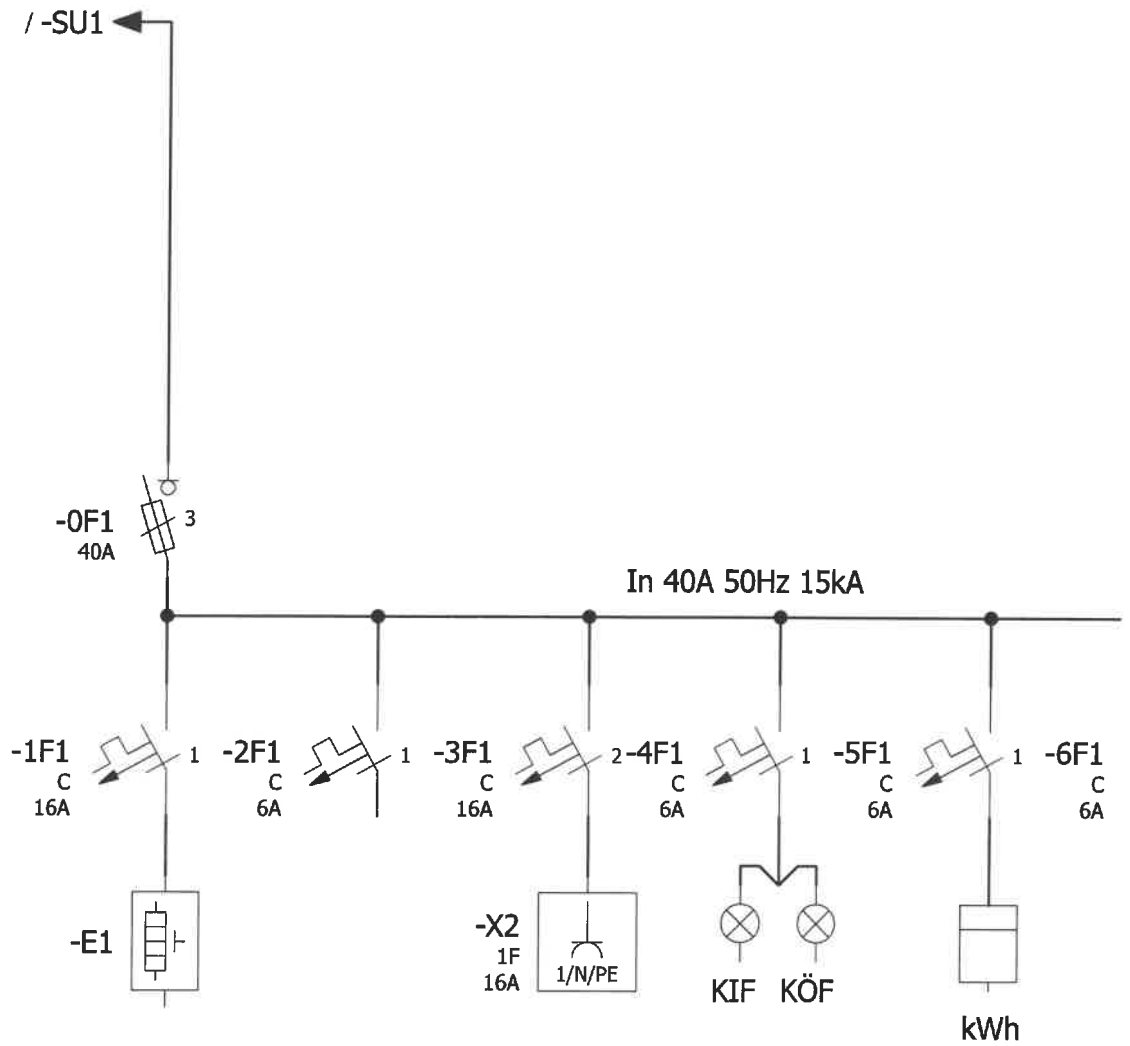 / -SU1
-0F1
3
40A
In 40A 50Hz 15kA
-1F1
C
16A
1
-2F1
C
6A
1
-3F1
C
16A
2
-4F1
C
6A
1
-5F1
C
6A
1
-6F1
C
6A
-E1
-X2
1F
16A
1/N/PE
KIF KÖF
kWh